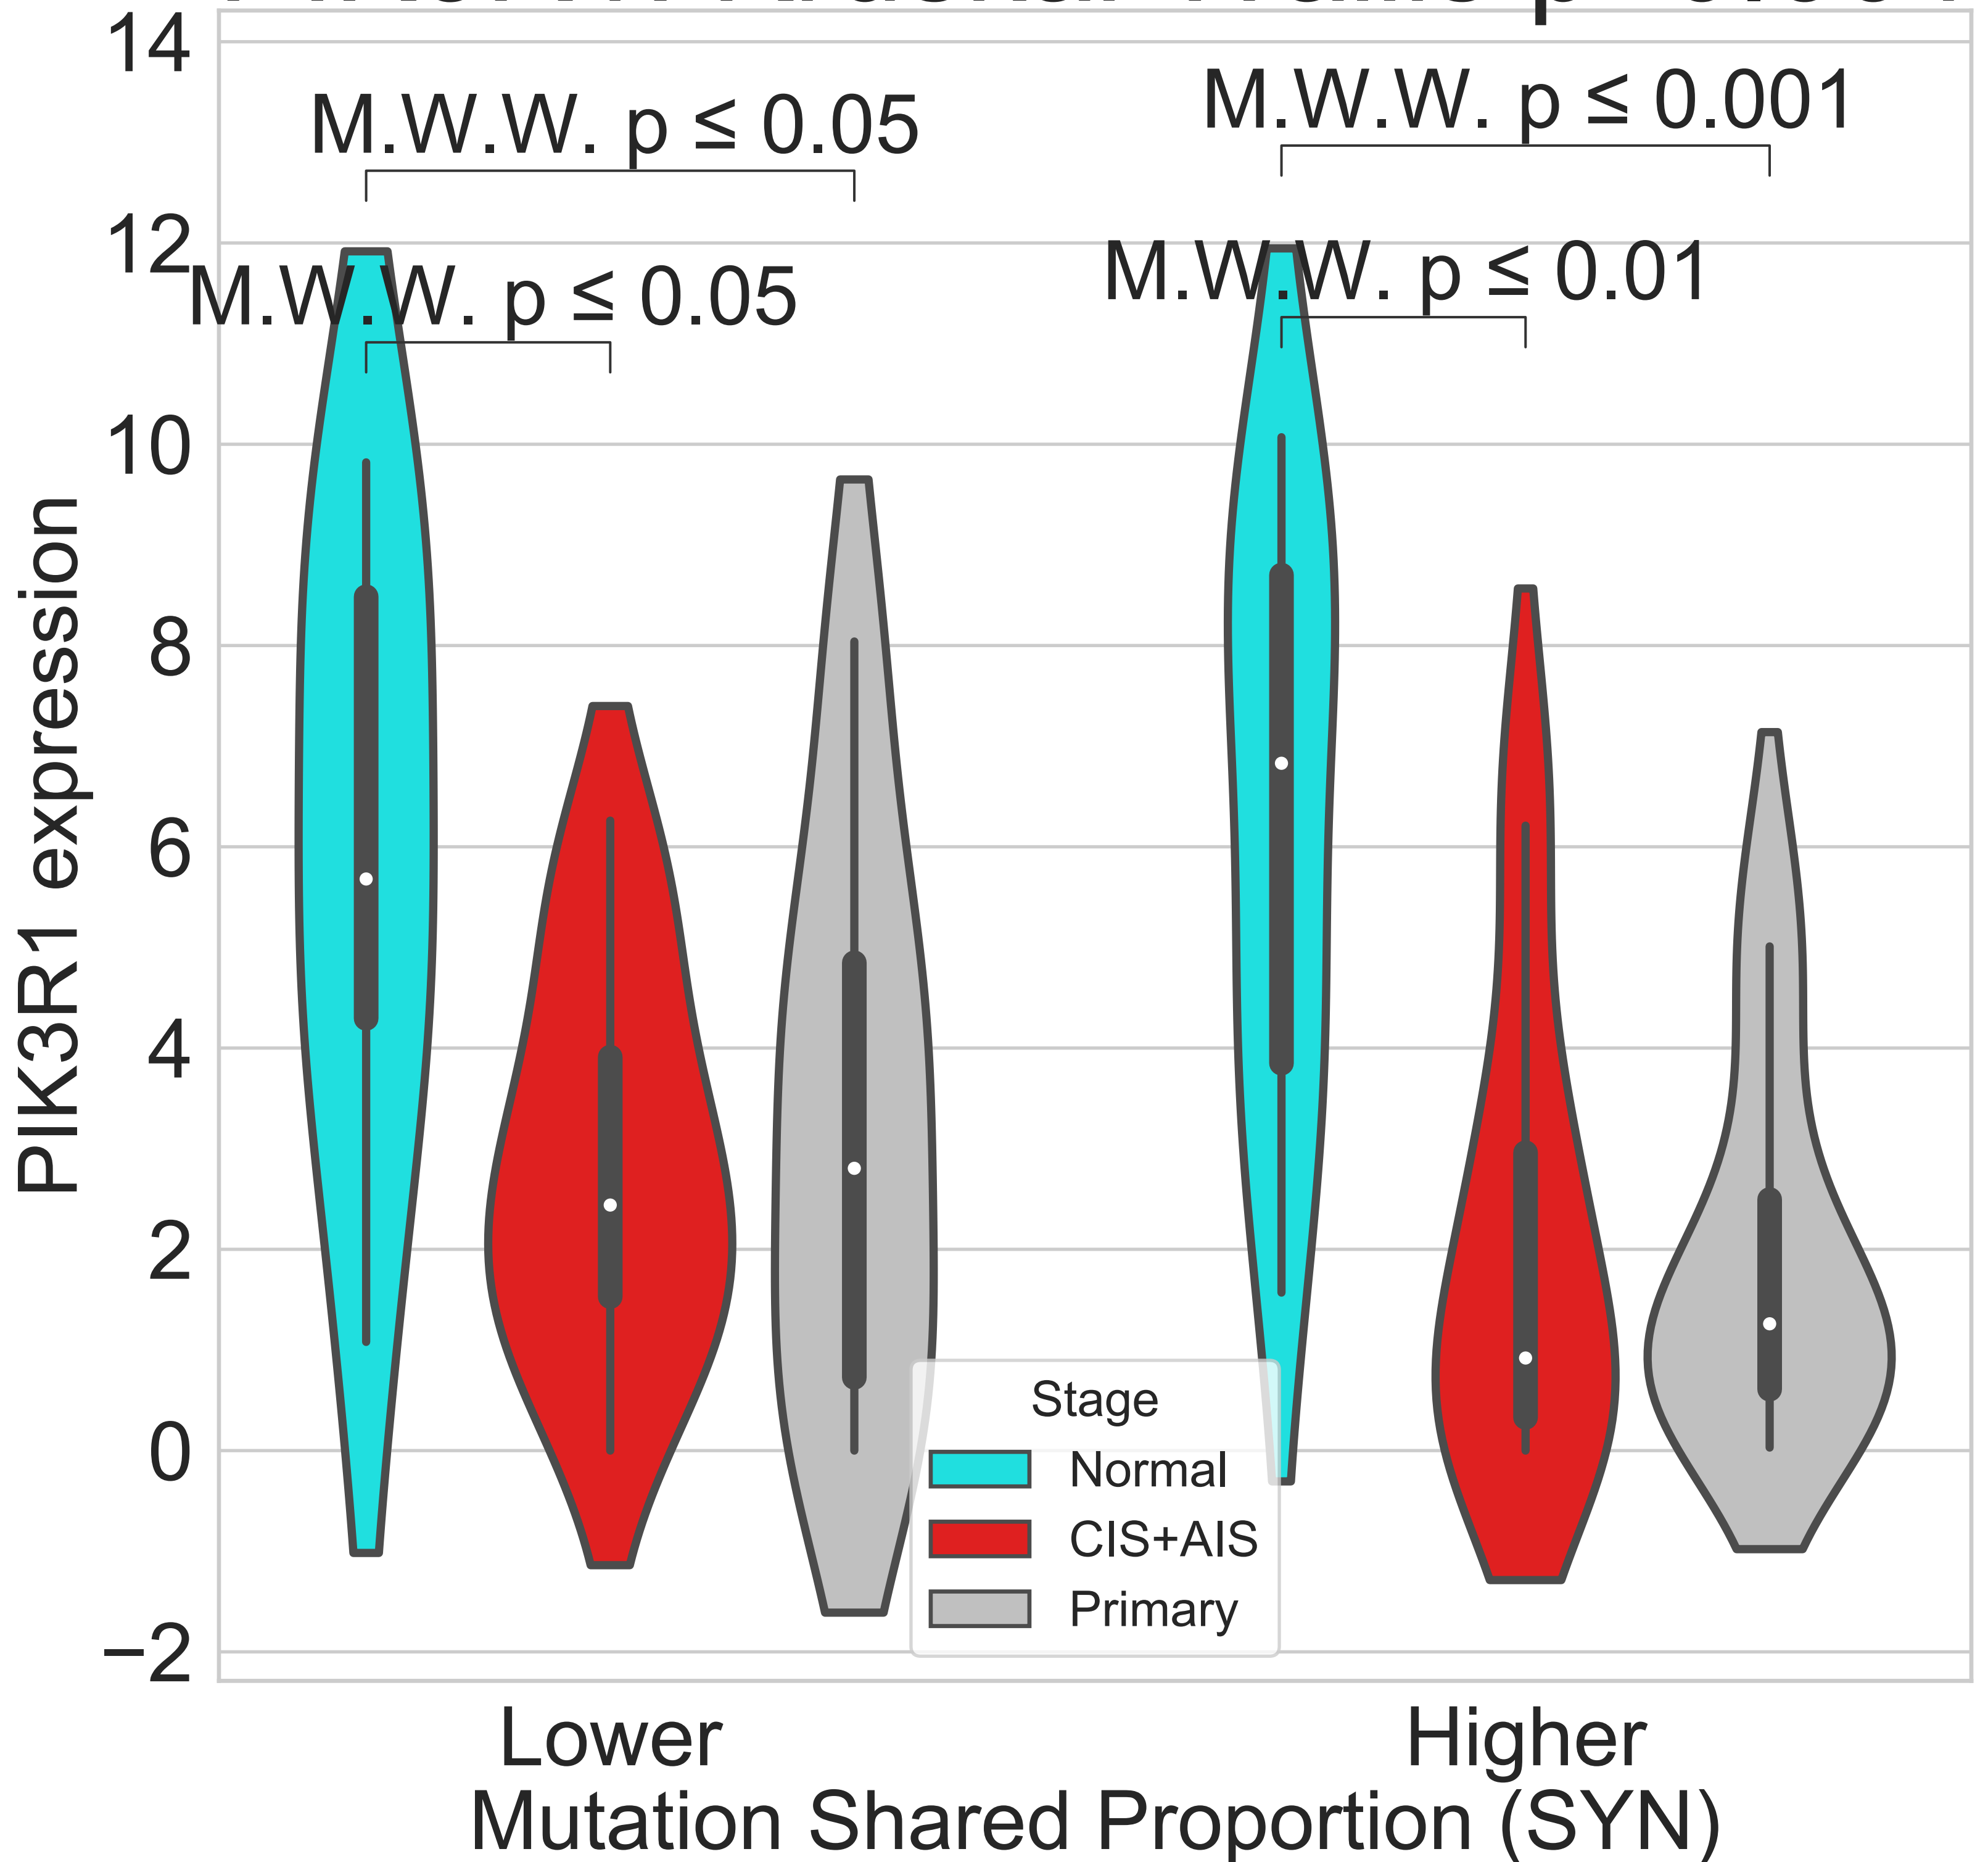 14
12
10
8
6
4
2
0
−2
PIK3R1 expression
M.W.W. p ≤ 0.05
M.W.W. p ≤ 0.001
M.W.W. p ≤ 0.05
M.W.W. p ≤ 0.01
Stage
Normal
CIS+AIS
Primary
Lower
Higher
Mutation Shared Proportion (SYN)